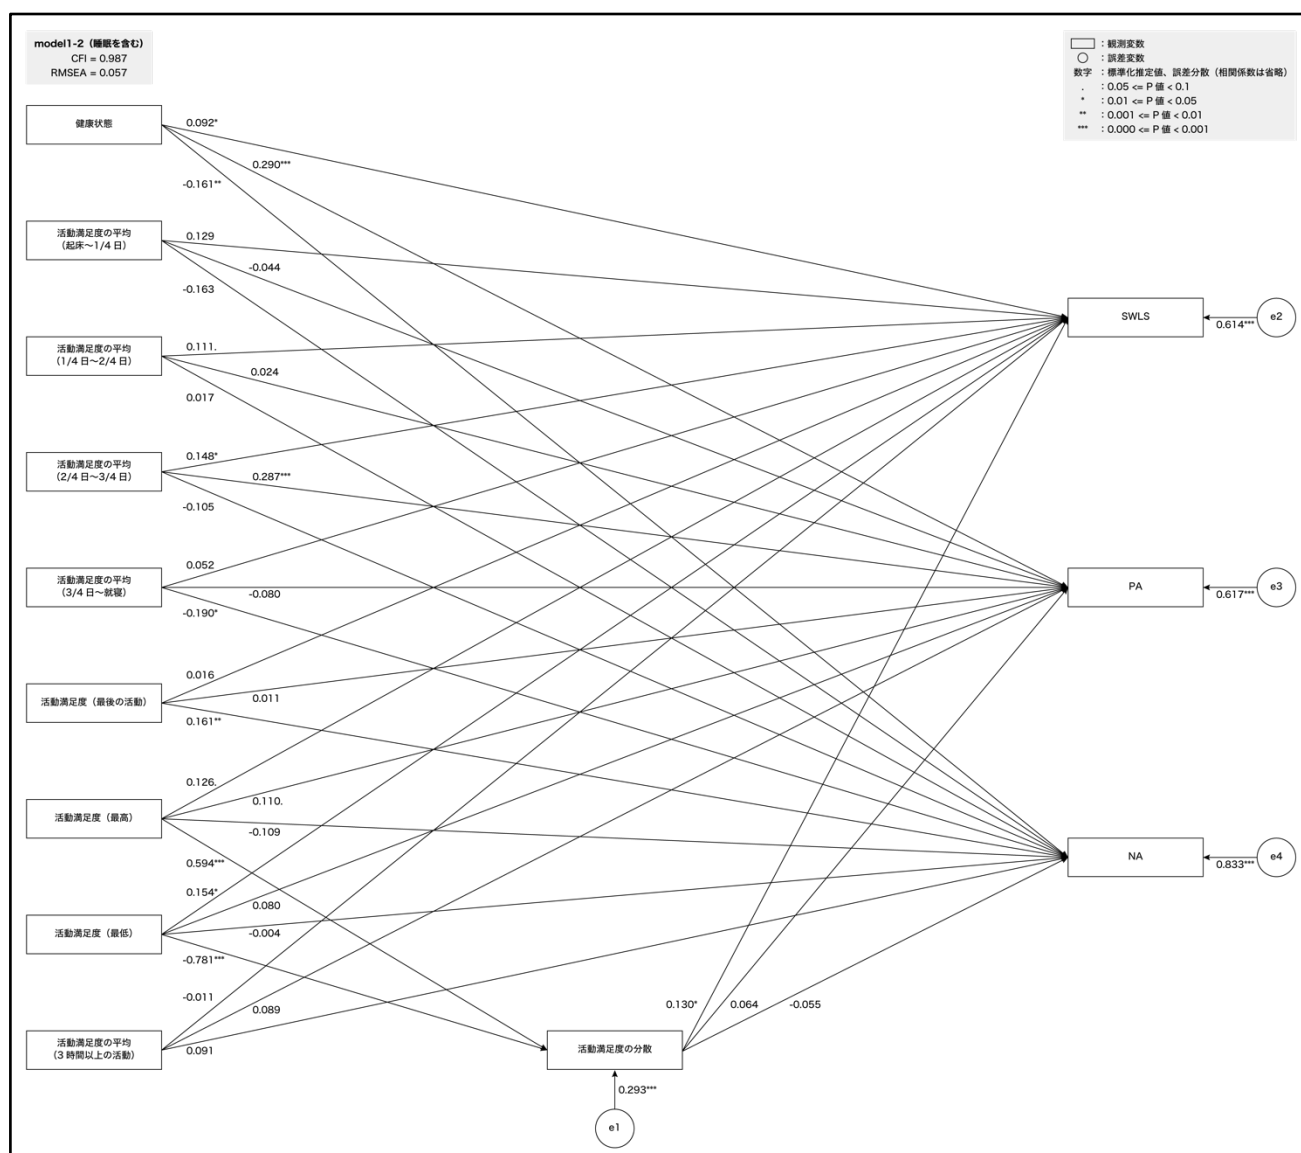 model1-2（睡眠を含む）
CFI = 0.987
RMSEA = 0.057
：観測変数
：誤差変数
数字 ：標準化推定値、誤差分散（相関係数は省略）
. ：0.05 <= P 値 < 0.1
* ：0.01 <= P 値 < 0.05
** ：0.001 <= P 値 < 0.01
*** ：0.000 <= P 値 < 0.001
健康状態
0.092*
0.290***
-0.161**
活動満足度の平均
（起床～1/4 日）
0.129
-0.044
-0.163
活動満足度の平均
（1/4 日～2/4 日）
0.111.
0.024
0.017
活動満足度の平均
（2/4 日～3/4 日）
0.148*
0.287***
-0.105
活動満足度の平均
（3/4 日～就寝）
0.052
-0.080
-0.190*
活動満足度（最後の活動）
0.016
0.011
0.161**
活動満足度（最高）
0.126.
0.110.
-0.109
0.594***
活動満足度（最低）
0.154*
0.080
-0.004
-0.781***
活動満足度の平均
（3 時間以上の活動）
-0.011
0.089
0.091
活動満足度の分散
0.130*
0.064
-0.055
0.293***
e1
SWLS
0.614***
e2
PA
0.617***
e3
NA
0.833***
e4